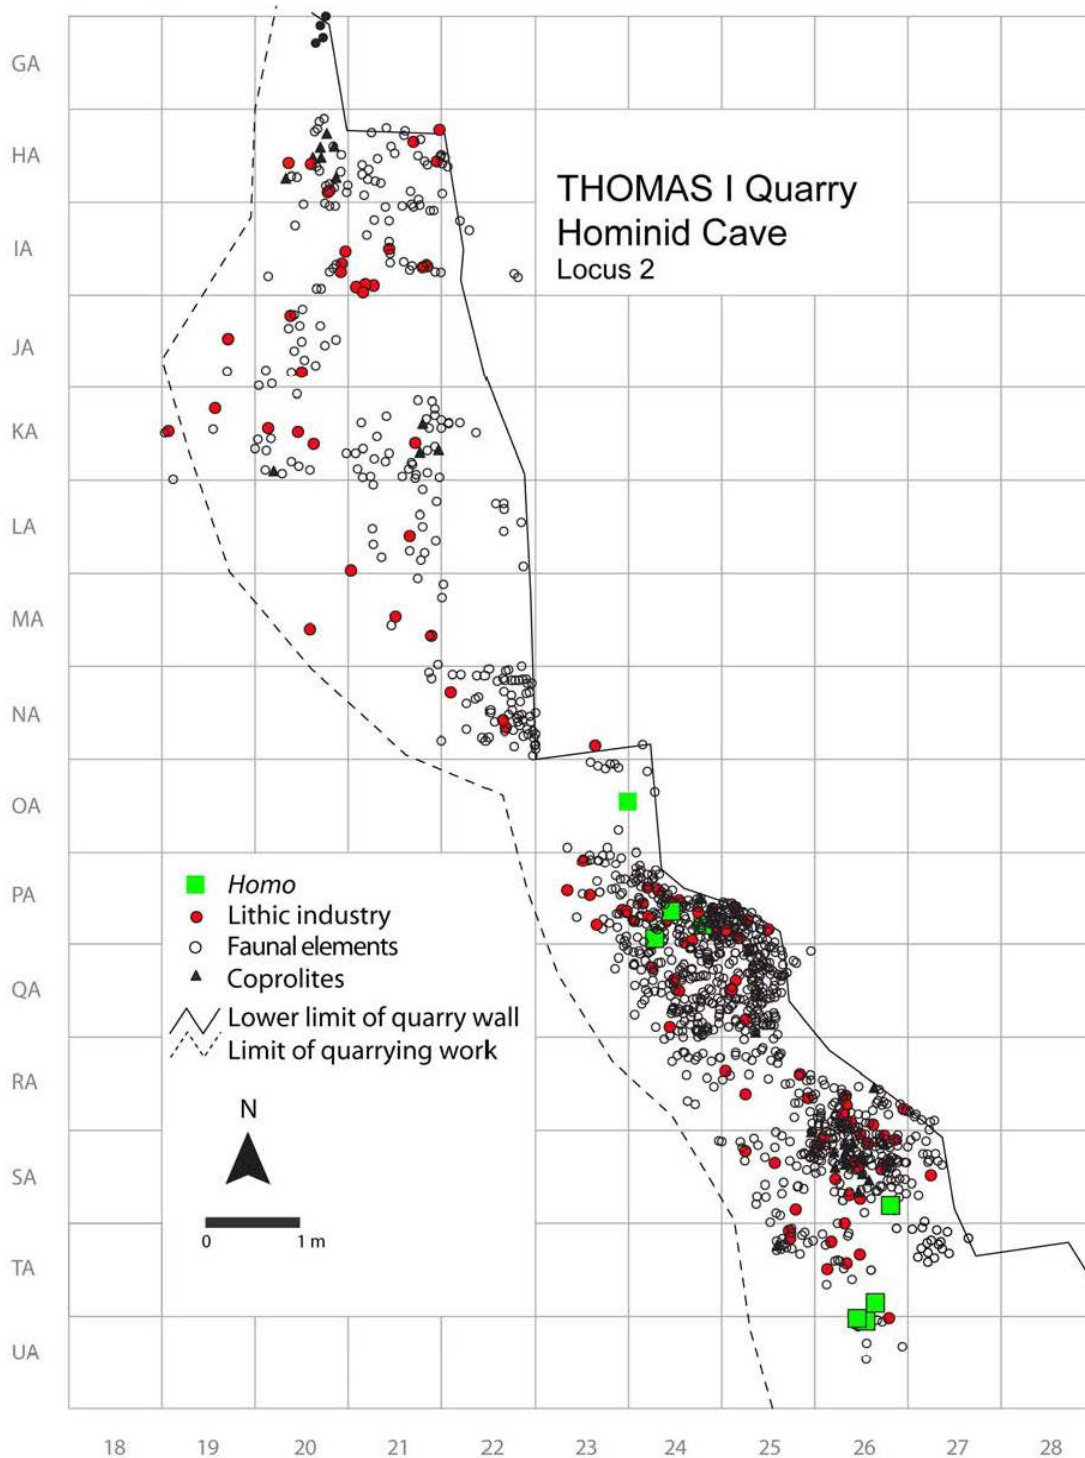 GA
HA
THOMAS I Quarry
Hominid Cave
Locus 2
IA
JA
KA
LA
MA
NA
OA
PA
Homo
Lithic industry
Faunal elements
Coprolites
QA
Lower limit of quarry wall
Limit of quarrying work
RA
N
SA
0 1 m
TA
UA
18 19 20 21 22 23 24 25 26 27 28